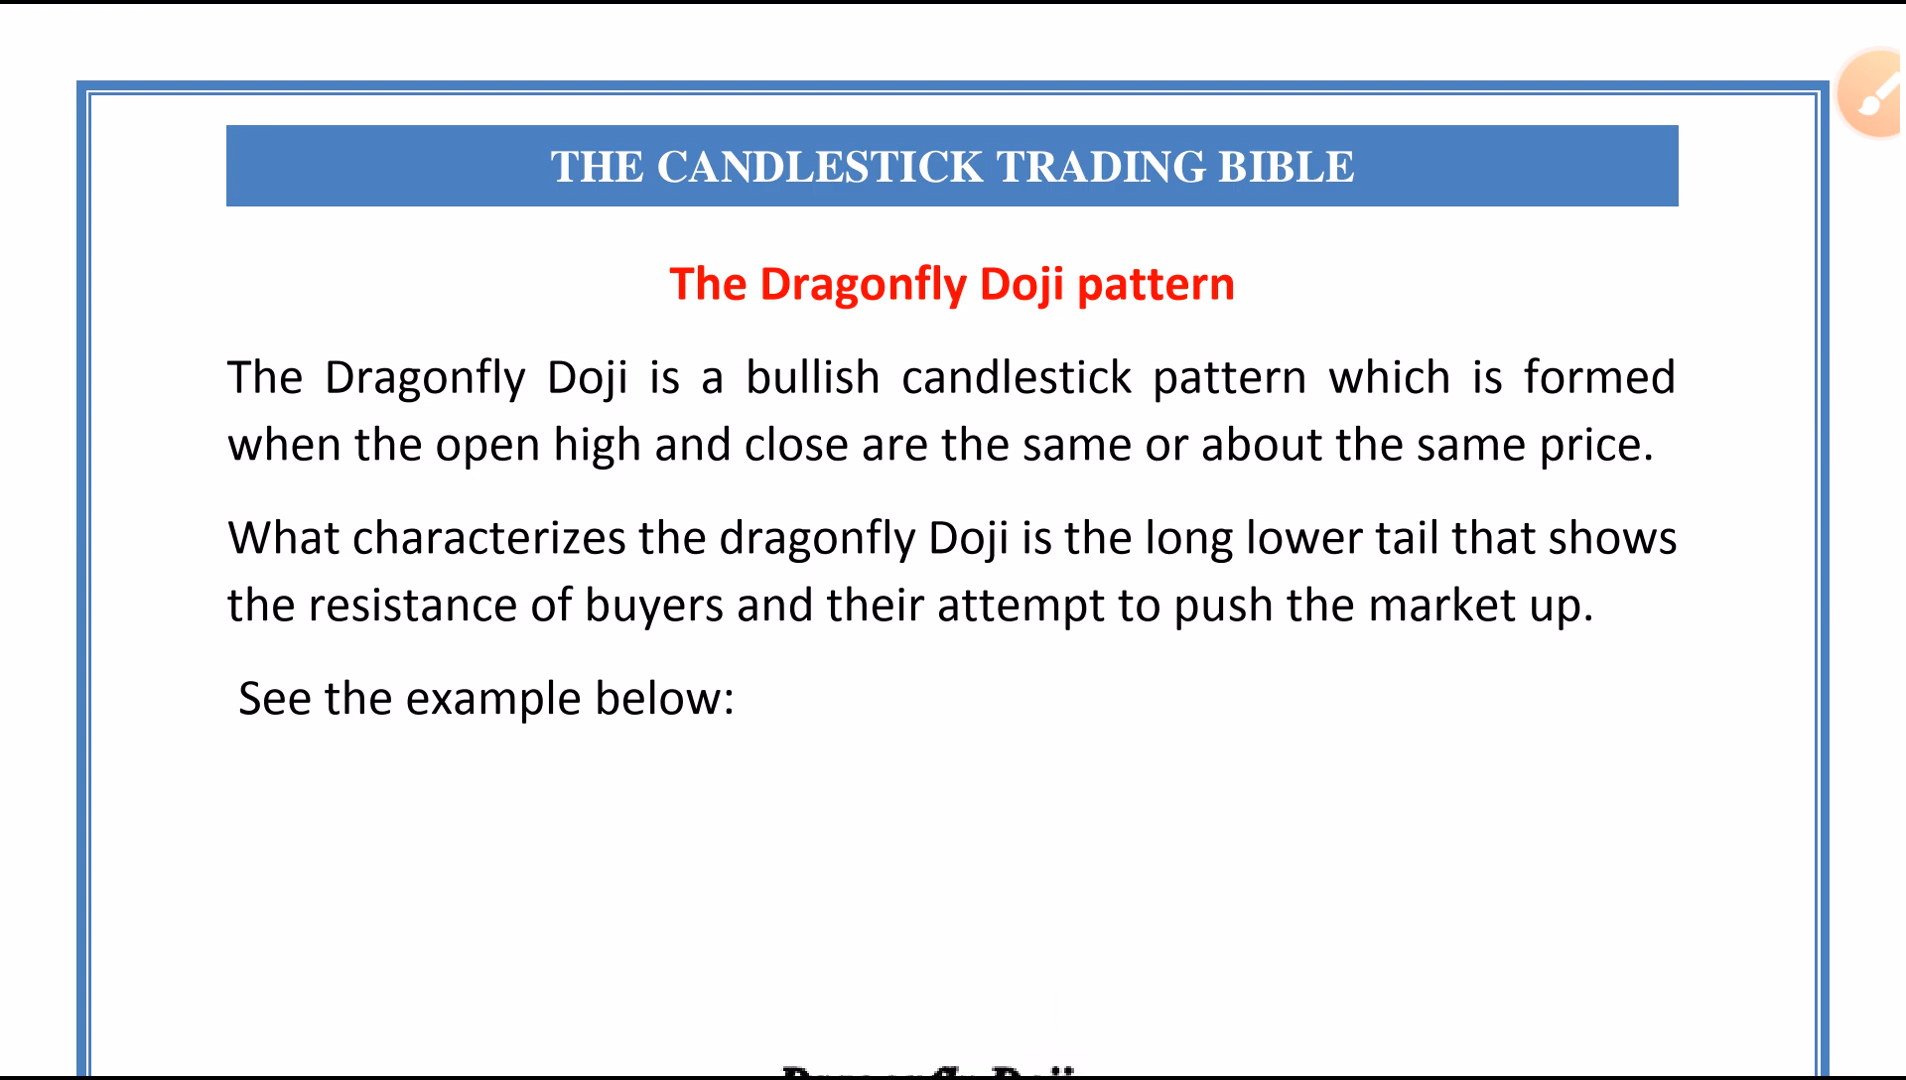 THE CANDLESTICK TRADING BIBLE
The Dragonfly Doji pattern
The Dragonfly Doji is a bullish candlestick pattern which is formed
when the open high and close are the same or about the same price.
What characterizes the dragonfly Doji is the long lower tail that shows
the resistance of buyers and their attempt to push the market up.
See the example below:
Dragonfly Doji